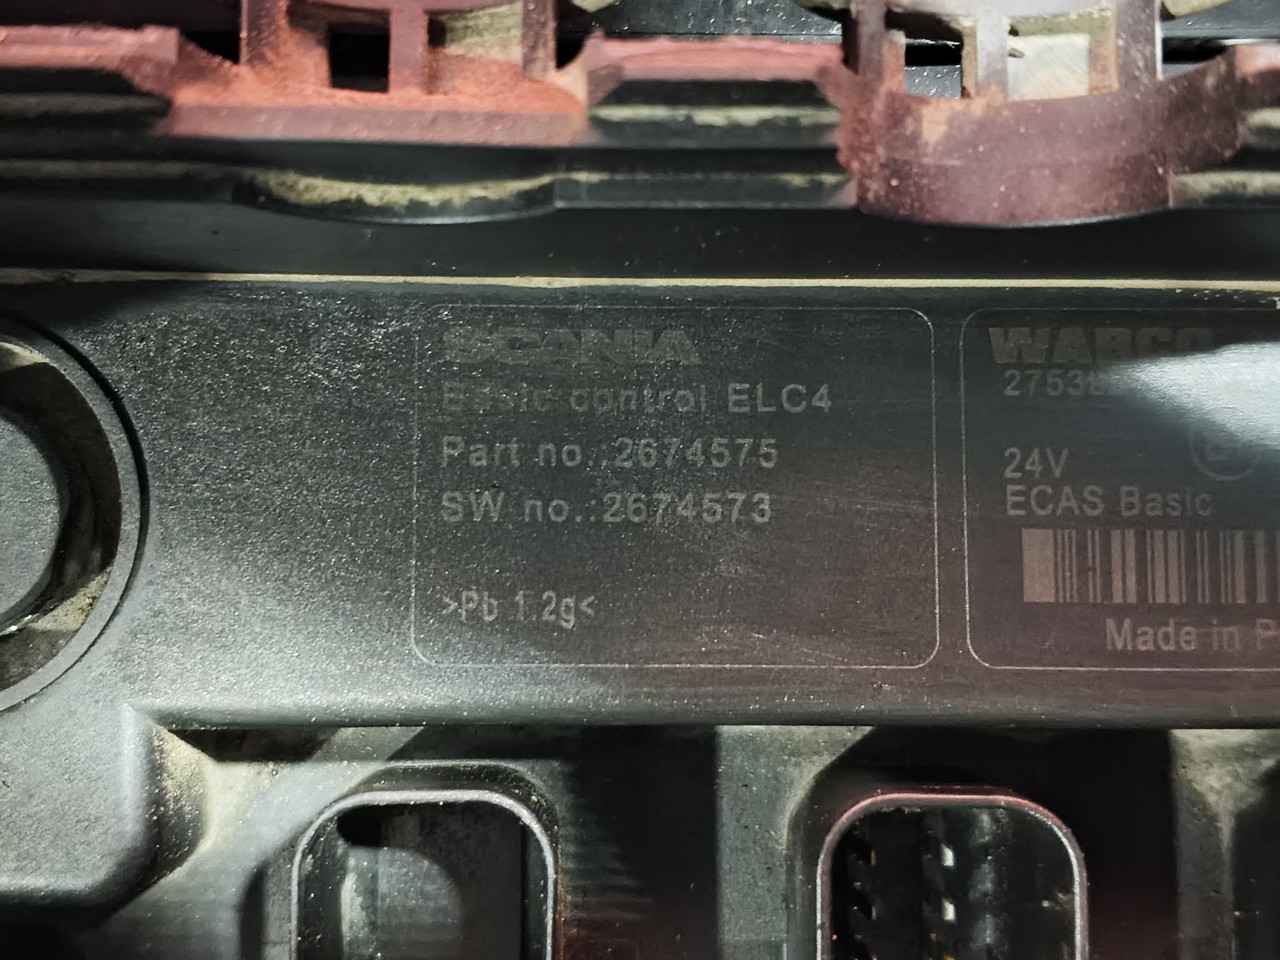 SCANIA
Basic control ELC4
Part no.:2674575
SW no.:2674573
>Pb 1.2g<
WABCO
24V
ECAS Basic
Made in P